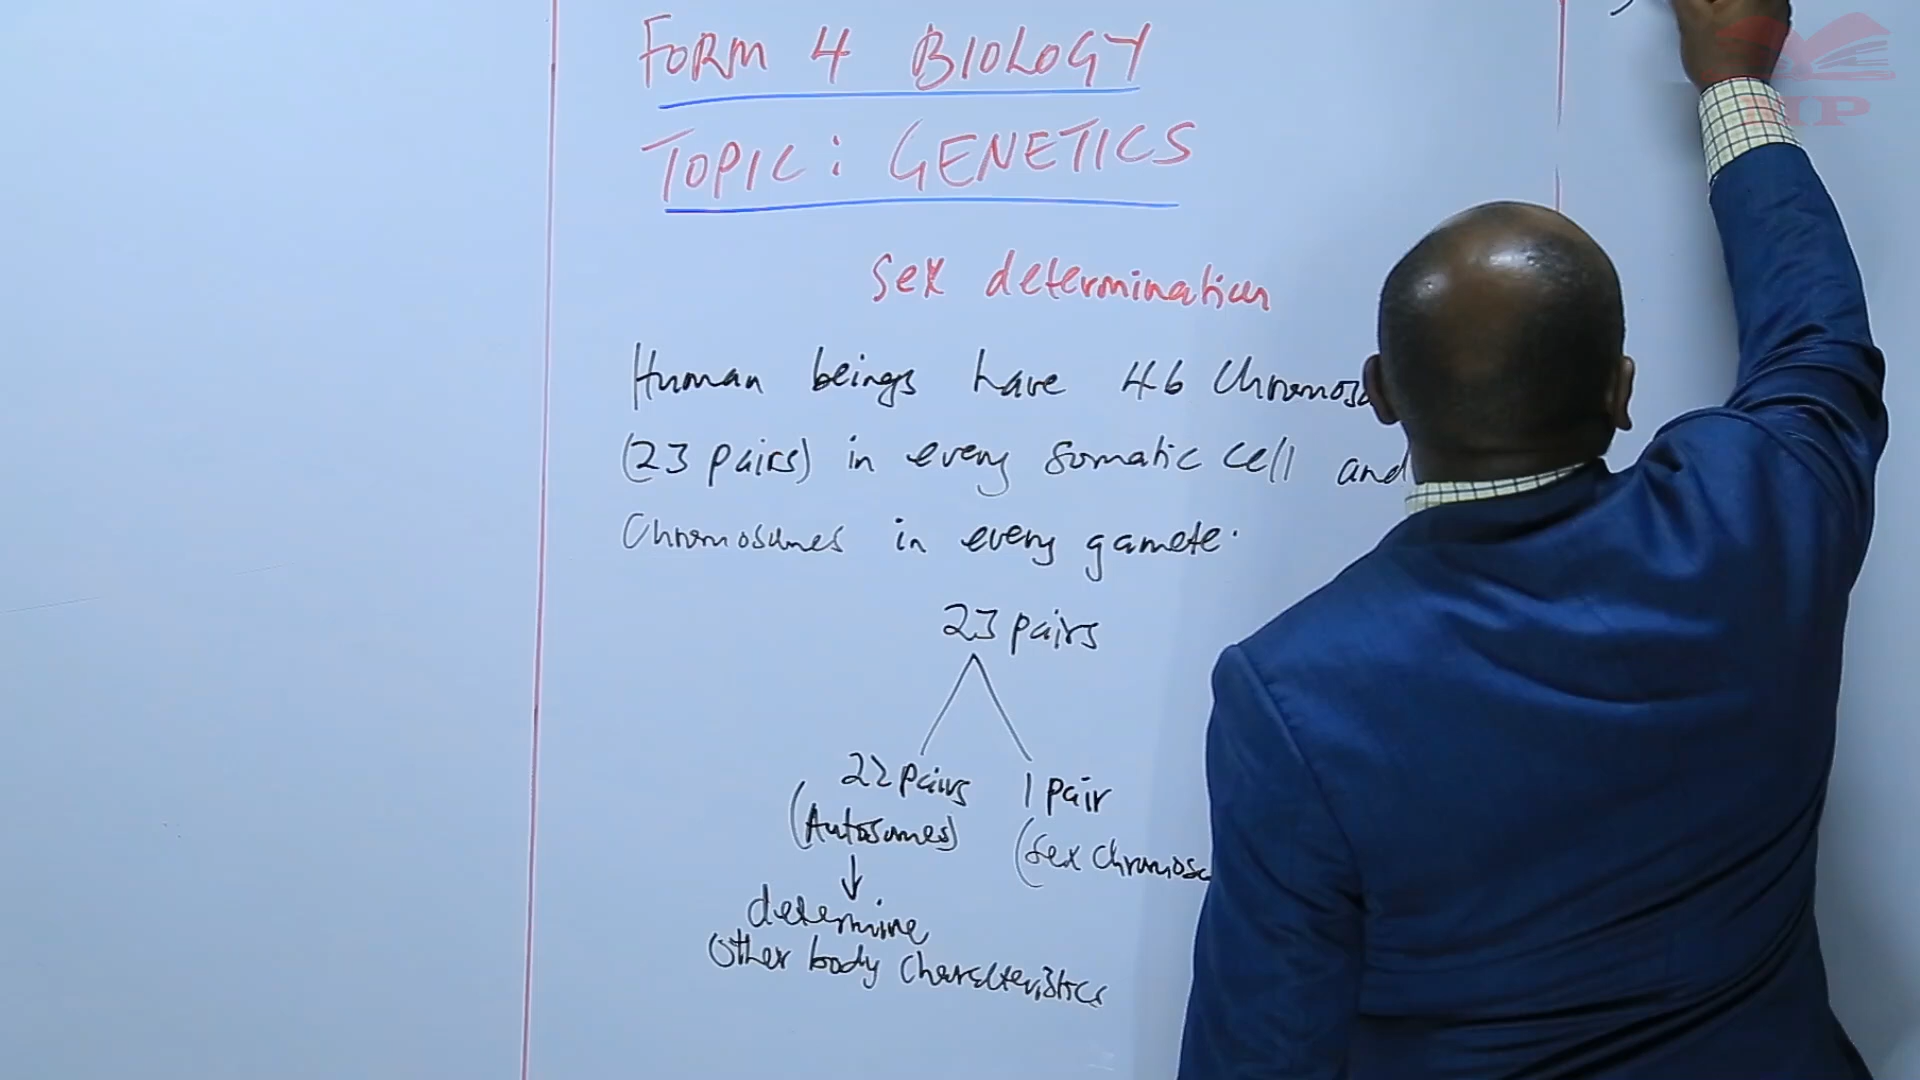 FORM 4 BIOLOGY
TOPIC: GENETICS
Sex determination
Human beings have 46 Chromoso
(23 pairs) in every somatic cell and
Chromosomes in every gamete.
23 pairs
22 pairs 1 pair
(Autosomes) (Sex Chromoso
determine
Other body characteristics